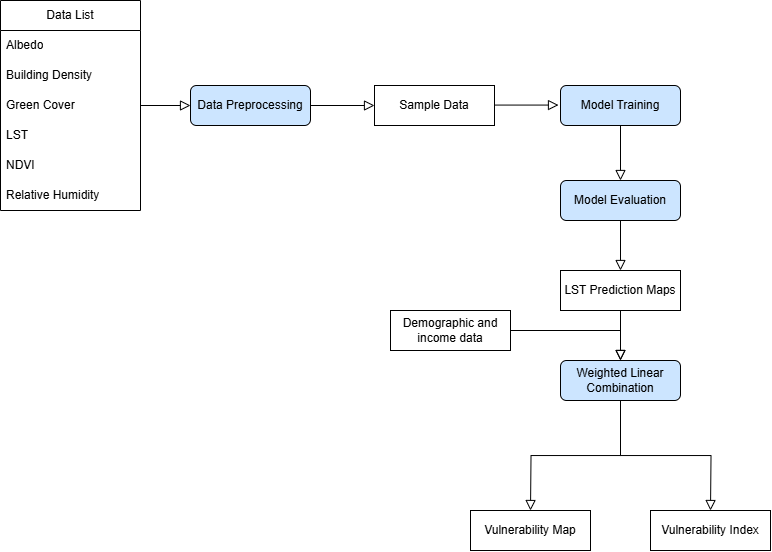 Data List
Albedo
Building Density
Green Cover
LST
NDVI
Relative Humidity
Data Preprocessing
Sample Data
Model Training
Model Evaluation
LST Prediction Maps
Demographic and
income data
Weighted Linear
Combination
Vulnerability Map
Vulnerability Index